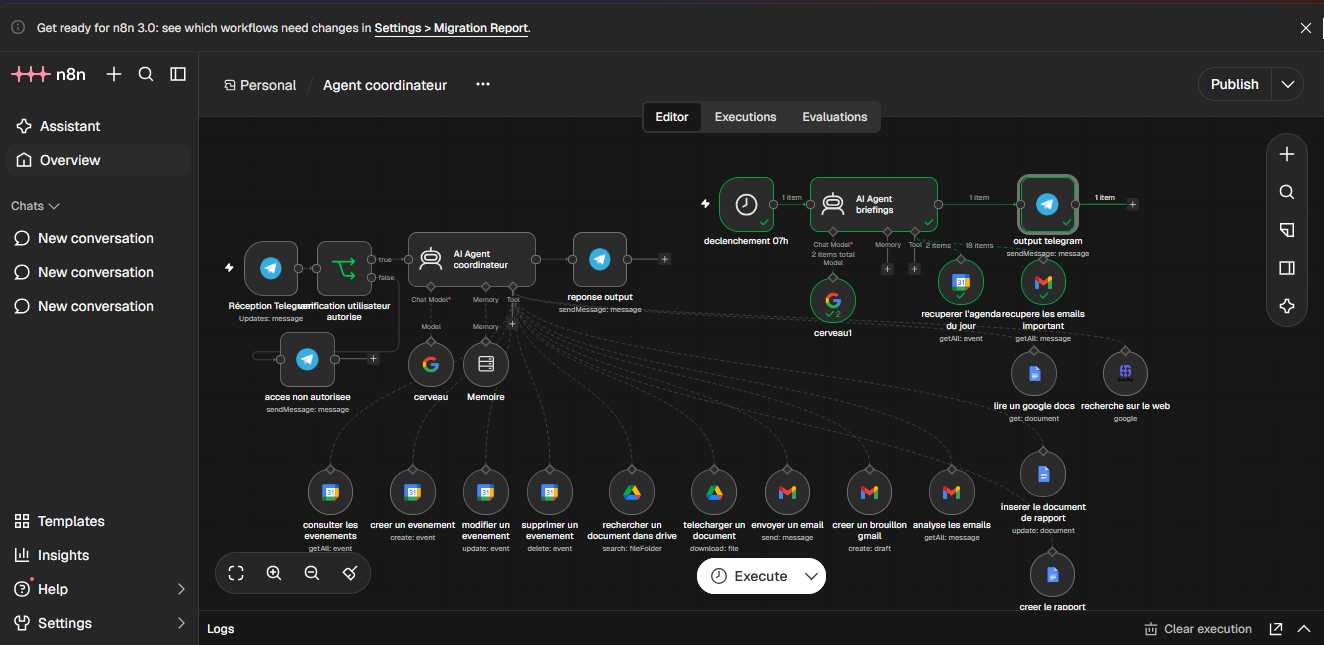 Get ready for n8n 3.0: see which workflows need changes in Settings > Migration Report.
n8n
Personal / Agent coordinateur ...
Publish
Editor Executions Evaluations
Assistant
Overview
Chats
New conversation
New conversation
New conversation
Templates
Insights
Help
Settings
1 item
AI Agent
briefings
1 item
1 item
declenchement 07h
Chat Model*
Memory
Tool
2 items
18 items
2 items total
Model
output telegram
sendMessage: message
2
cerveau1
31
recuperer l'agenda
du jour
getAll: event
recupere les emails
important
getAll: message
true
false
AI Agent
coordinateur
Réception Telegram
Updates: message
verification utilisateur
autorise
Chat Model*
Memory
Tool
Model
Memory
reponse output
sendMessage: message
acces non autorisee
sendMessage: message
cerveau
Memoire
lire un google docs
get: document
recherche sur le web
google
31
consulter les
evenements
getAll: event
31
creer un evenement
create: event
31
modifier un
evenement
update: event
31
supprimer un
evenement
delete: event
rechercher un
document dans drive
search: fileFolder
telecharger un
document
download: file
envoyer un email
send: message
creer un brouillon
gmail
create: draft
analyse les emails
getAll: message
inserer le document
de rapport
update: document
creer le rapport
Execute
Logs
Clear execution